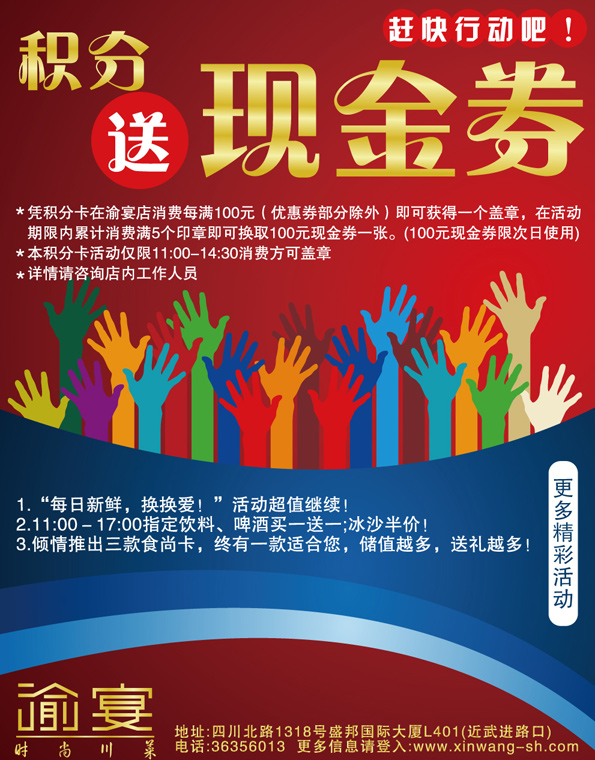 赶快行动吧！
积分
送
现金券
*凭积分卡在渝宴店消费每满100元（优惠券部分除外）即可获得一个盖章，在活动
期限内累计消费满5个印章即可换取100元现金券一张。(100元现金券限次日使用)
*本积分卡活动仅限11:00-14:30消费方可盖章
*详情请咨询店内工作人员
1.“每日新鲜，换换爱！”活动超值继续！
2.11:00-17:00指定饮料、啤酒买一送一;冰沙半价！
3.倾情推出三款食尚卡，终有一款适合您，储值越多，送礼越多！
更多精彩活动
渝宴
时尚川菜
地址:四川北路1318号盛邦国际大厦L401(近武进路口)
电话:36356013 更多信息请登入:www.xinwang-sh.com